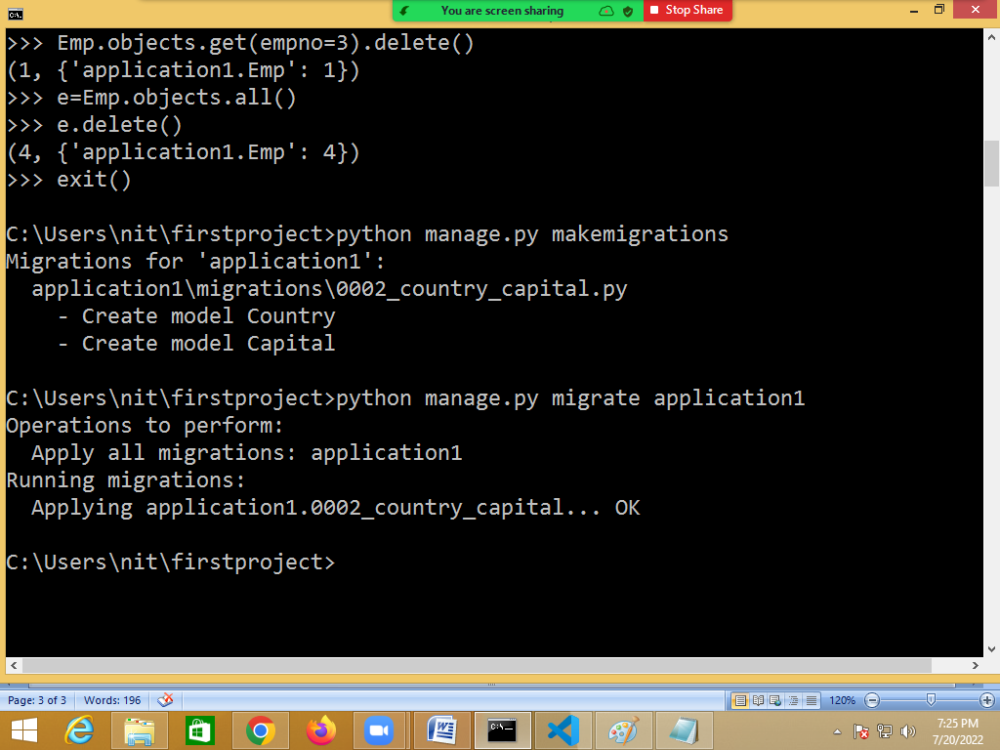 You are screen sharing
Stop Share
>>> Emp.objects.get(empno=3).delete()
(1, {'application1.Emp': 1})
>>> e=Emp.objects.all()
>>> e.delete()
(4, {'application1.Emp': 4})
>>> exit()
C:\Users\nit\firstproject>python manage.py makemigrations
Migrations for 'application1':
  application1\migrations\0002_country_capital.py
    - Create model Country
    - Create model Capital
C:\Users\nit\firstproject>python manage.py migrate application1
Operations to perform:
  Apply all migrations: application1
Running migrations:
  Applying application1.0002_country_capital... OK
C:\Users\nit\firstproject>
Page: 3 of 3 Words: 196 120%
7:25 PM
7/20/2022